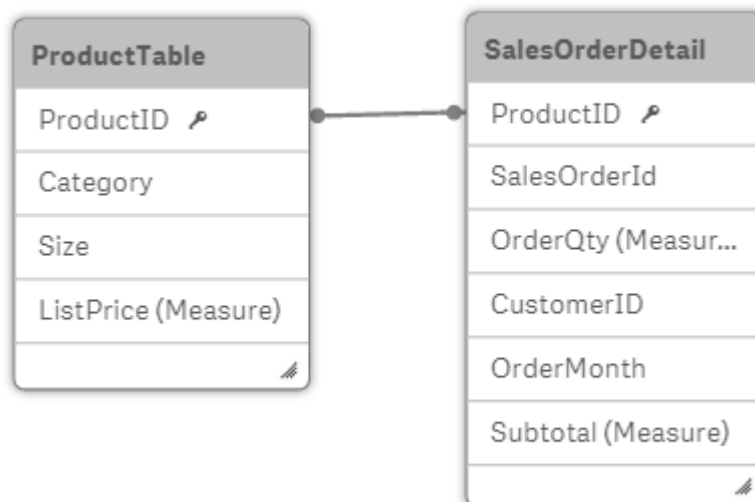 ProductTable
ProductID
Category
Size
ListPrice (Measure)
SalesOrderDetail
ProductID
SalesOrderId
OrderQty (Measur...
CustomerID
OrderMonth
Subtotal (Measure)